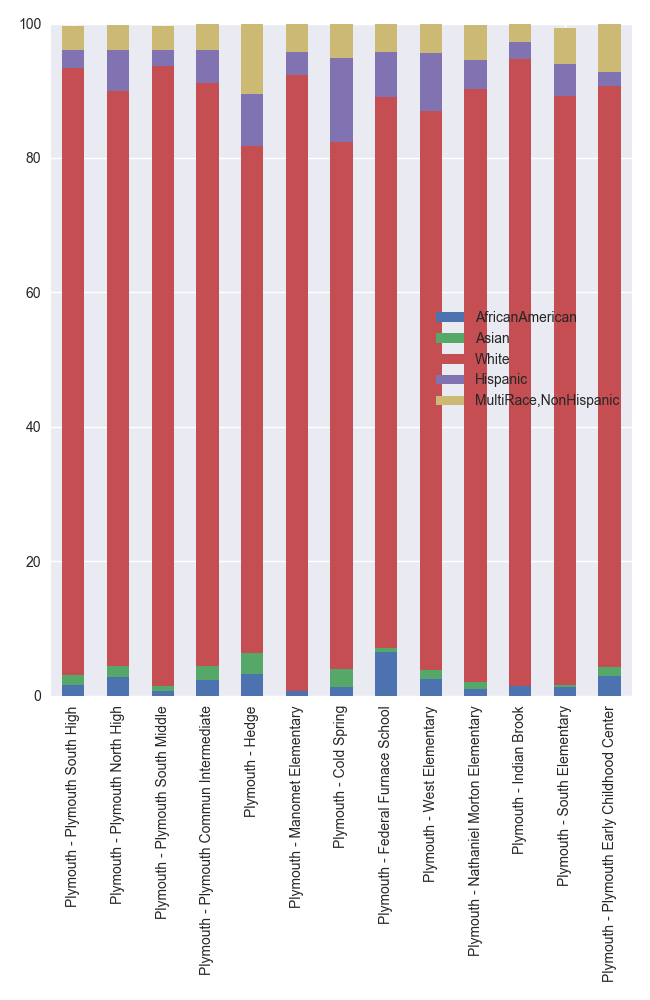 100
80
60
40
20
0
AfricanAmerican
Asian
White
Hispanic
MultiRace,NonHispanic
Plymouth - Plymouth South High
Plymouth - Plymouth North High
Plymouth - Plymouth South Middle
Plymouth - Plymouth Commun Intermediate
Plymouth - Hedge
Plymouth - Manomet Elementary
Plymouth - Cold Spring
Plymouth - Federal Furnace School
Plymouth - West Elementary
Plymouth - Nathaniel Morton Elementary
Plymouth - Indian Brook
Plymouth - South Elementary
Plymouth - Plymouth Early Childhood Center